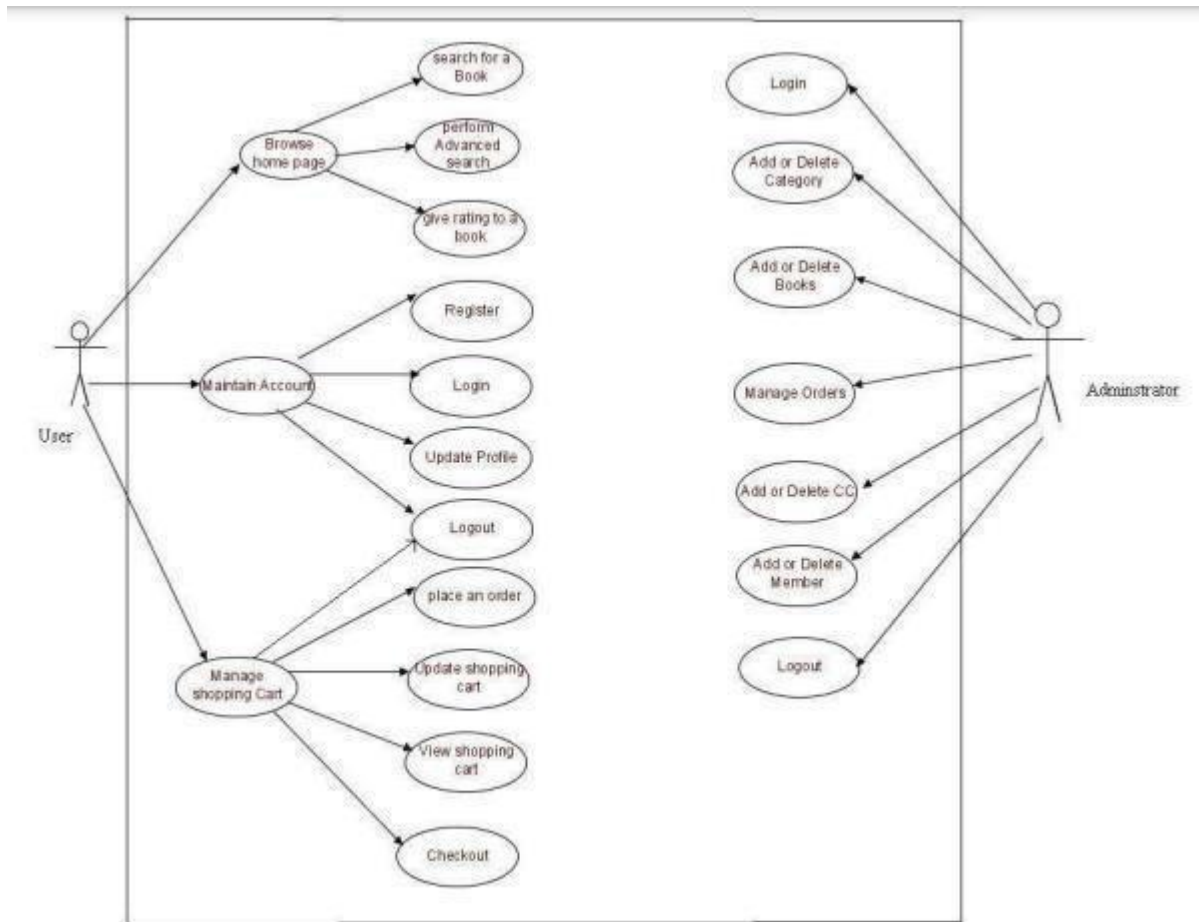 search for a
Book
perform
Advanced
search
Browse
home page
give rating to a
book
Register
Maintain Account
Login
Update Profile
User
Logout
place an order
Manage
shopping Cart
Update shopping
cart
View shopping
cart
Checkout
Login
Add or Delete
Category
Add or Delete
Books
Manage Orders
Adminstrator
Add or Delete CC
Add or Delete
Member
Logout